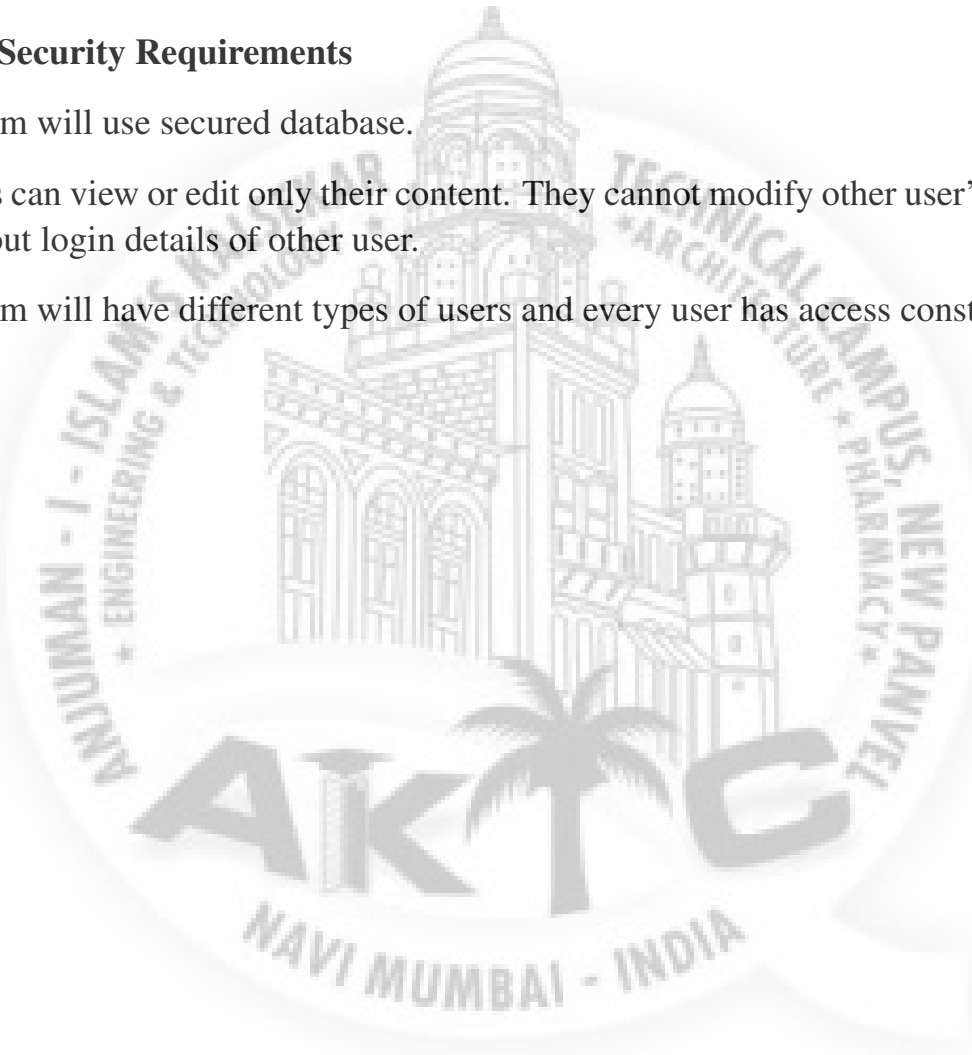 Security Requirements
m will use secured database.
s can view or edit only their content. They cannot modify other user'
out login details of other user.
m will have different types of users and every user has access const
ANJUMAN - I - ISLAM'S KALSEKAR TECHNICAL CAMPUS, NEW PANVEL
* ENGINEERING & TECHNOLOGY * *ARCHITECTURE * PHARMACY*
AKTC
NAVI MUMBAI - INDIA